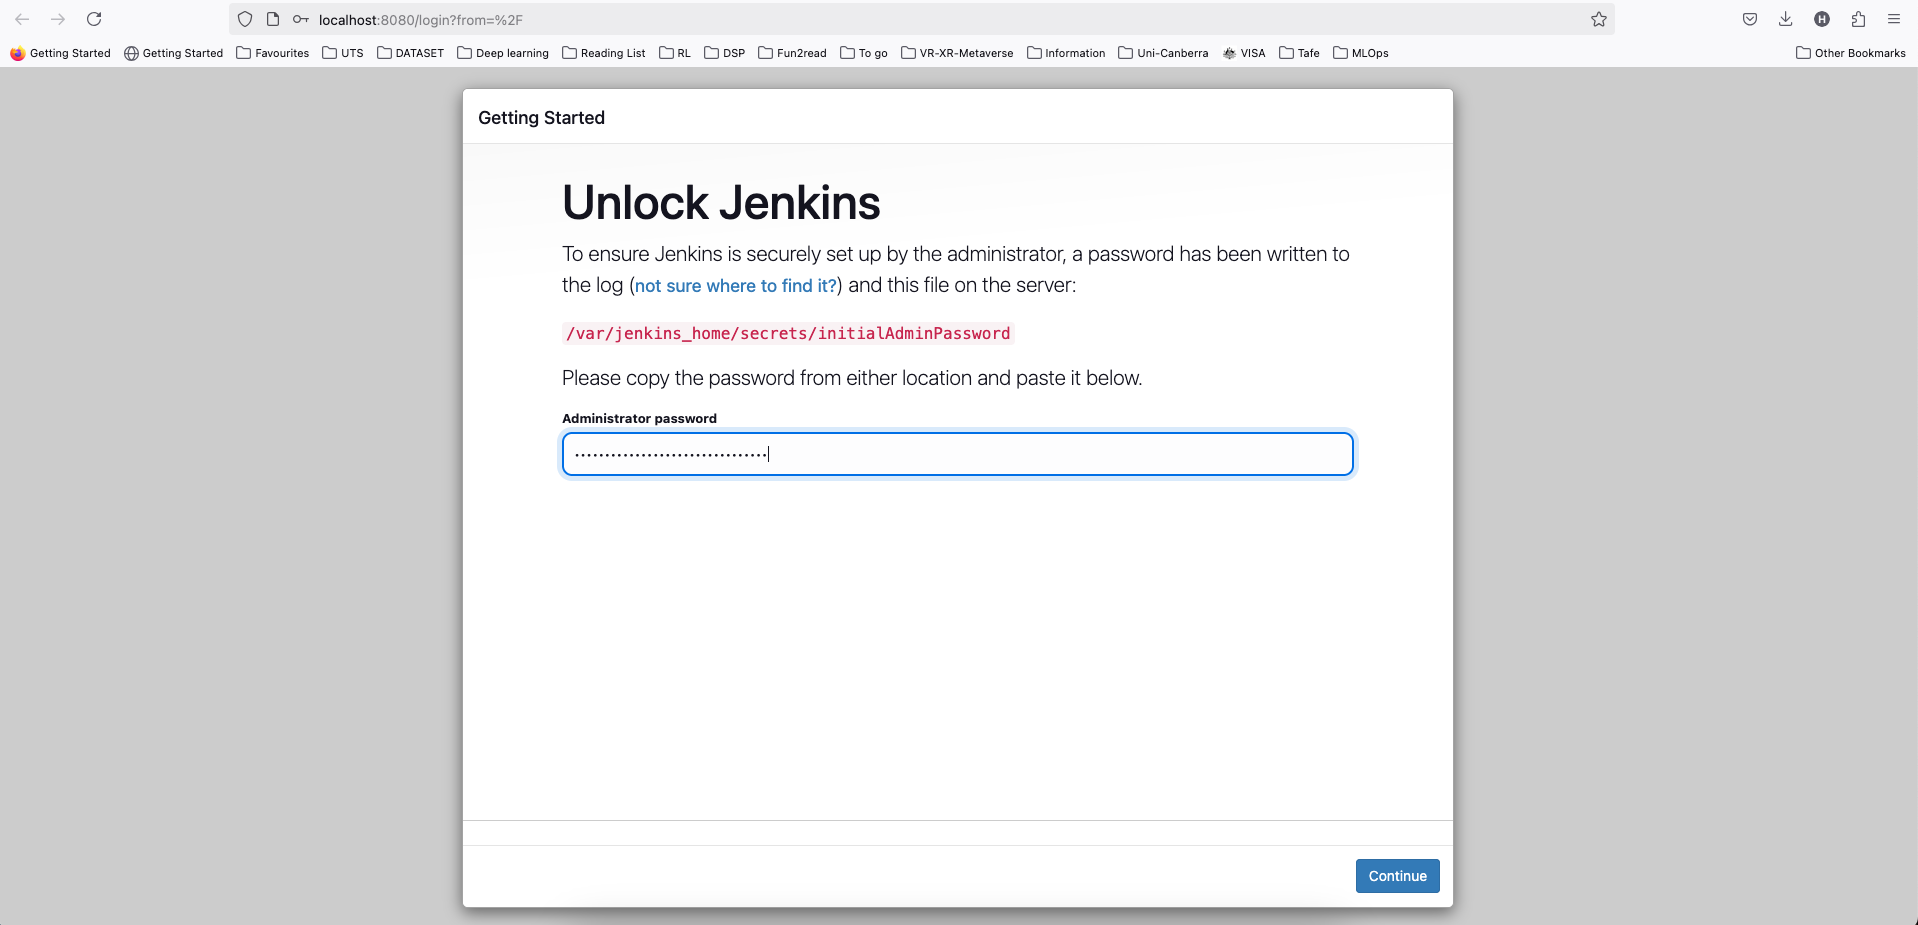 localhost:8080/login?from=%2F
Getting Started Getting Started Favourites UTS DATASET Deep learning Reading List RL DSP Fun2read To go VR-XR-Metaverse Information Uni-Canberra VISA Tafe MLOps Other Bookmarks
Getting Started
Unlock Jenkins
To ensure Jenkins is securely set up by the administrator, a password has been written to
the log (not sure where to find it?) and this file on the server:
/var/jenkins_home/secrets/initialAdminPassword
Please copy the password from either location and paste it below.
Administrator password
Continue